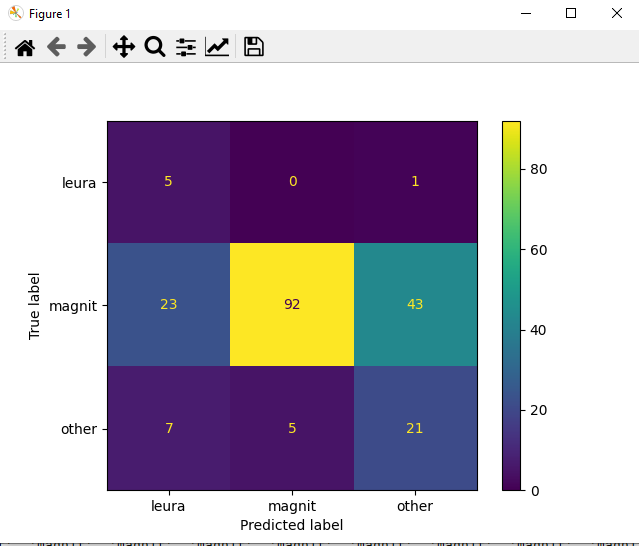 Figure 1
leura
magnit
other
True label
5 0 1
23 92 43
7 5 21
leura magnit other
Predicted label
80
60
40
20
0